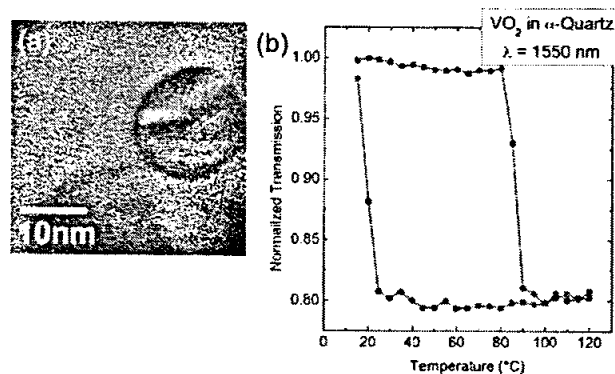 (a)
10nm
(b)
VO₂ in α-Quartz
λ = 1550 nm
Normalized Transmission
1.00
0.95
0.90
0.85
0.80
20 40 60 80 100 120
Temperature (°C)